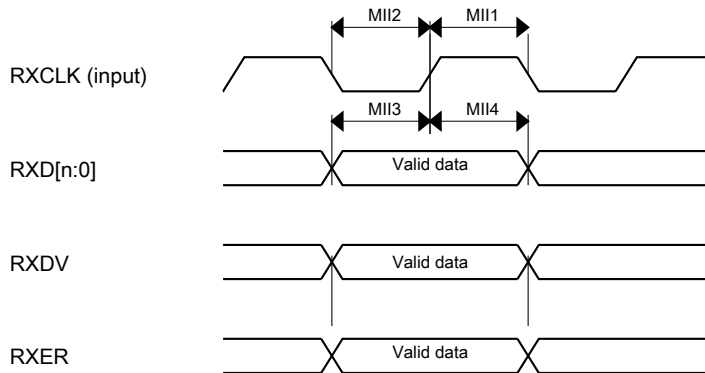 MII2 MII1
RXCLK (input)
MII3 MII4
RXD[n:0] Valid data
RXDV Valid data
RXER Valid data